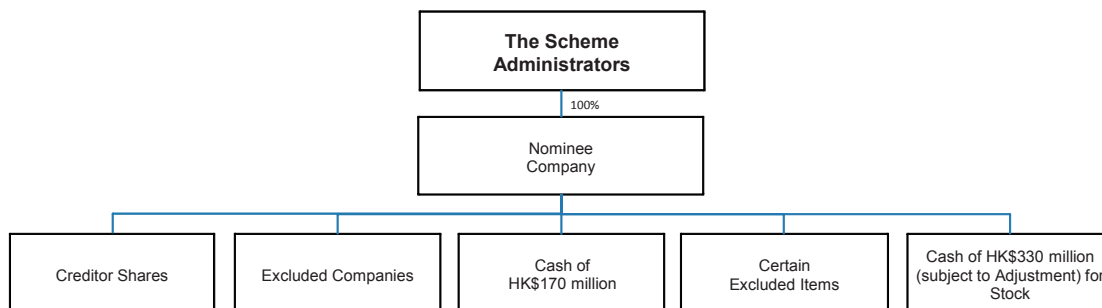 The Scheme
Administrators
100%
Nominee
Company
Creditor Shares
Excluded Companies
Cash of
HK$170 million
Certain
Excluded Items
Cash of HK$330 million
(subject to Adjustment) for
Stock